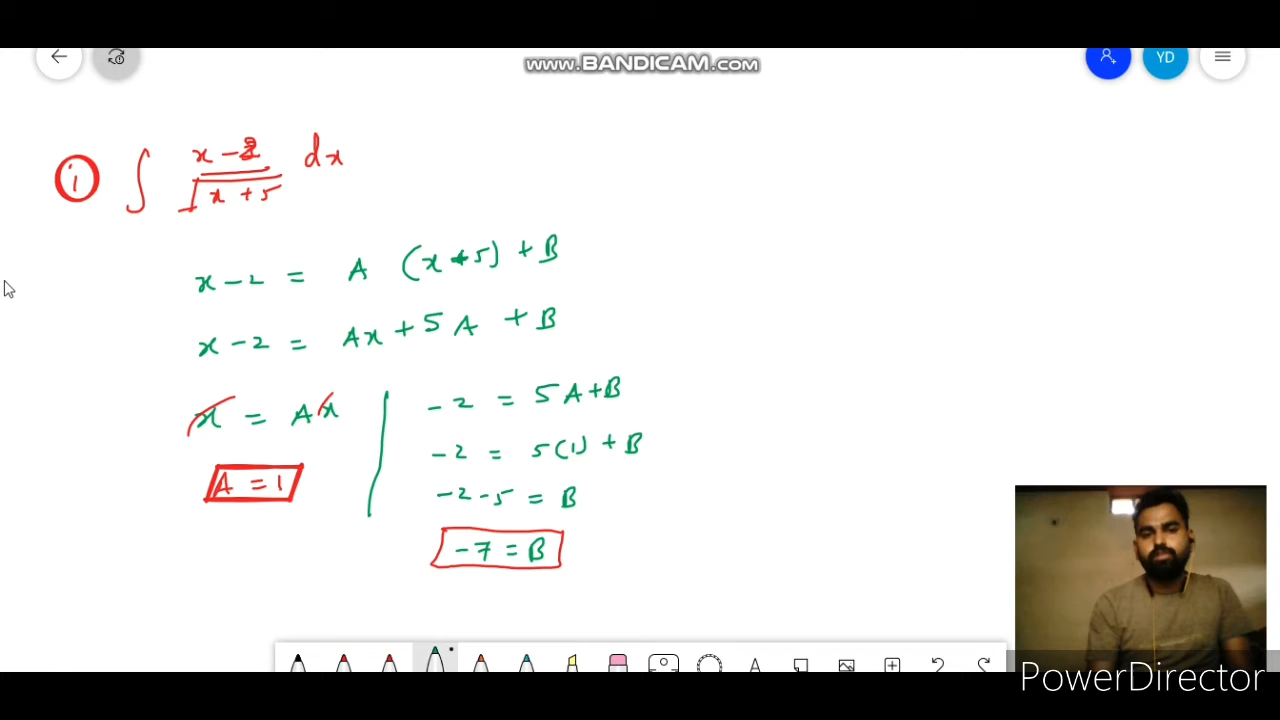 www.BANDICAM.com
YD
i ∫ x - 2 / √x + 5 dx
x - 2 = A (x + 5) + B
x - 2 = Ax + 5A + B
x = Ax
A = 1
-2 = 5A + B
-2 = 5(1) + B
-2 - 5 = B
-7 = B
A
PowerDirector